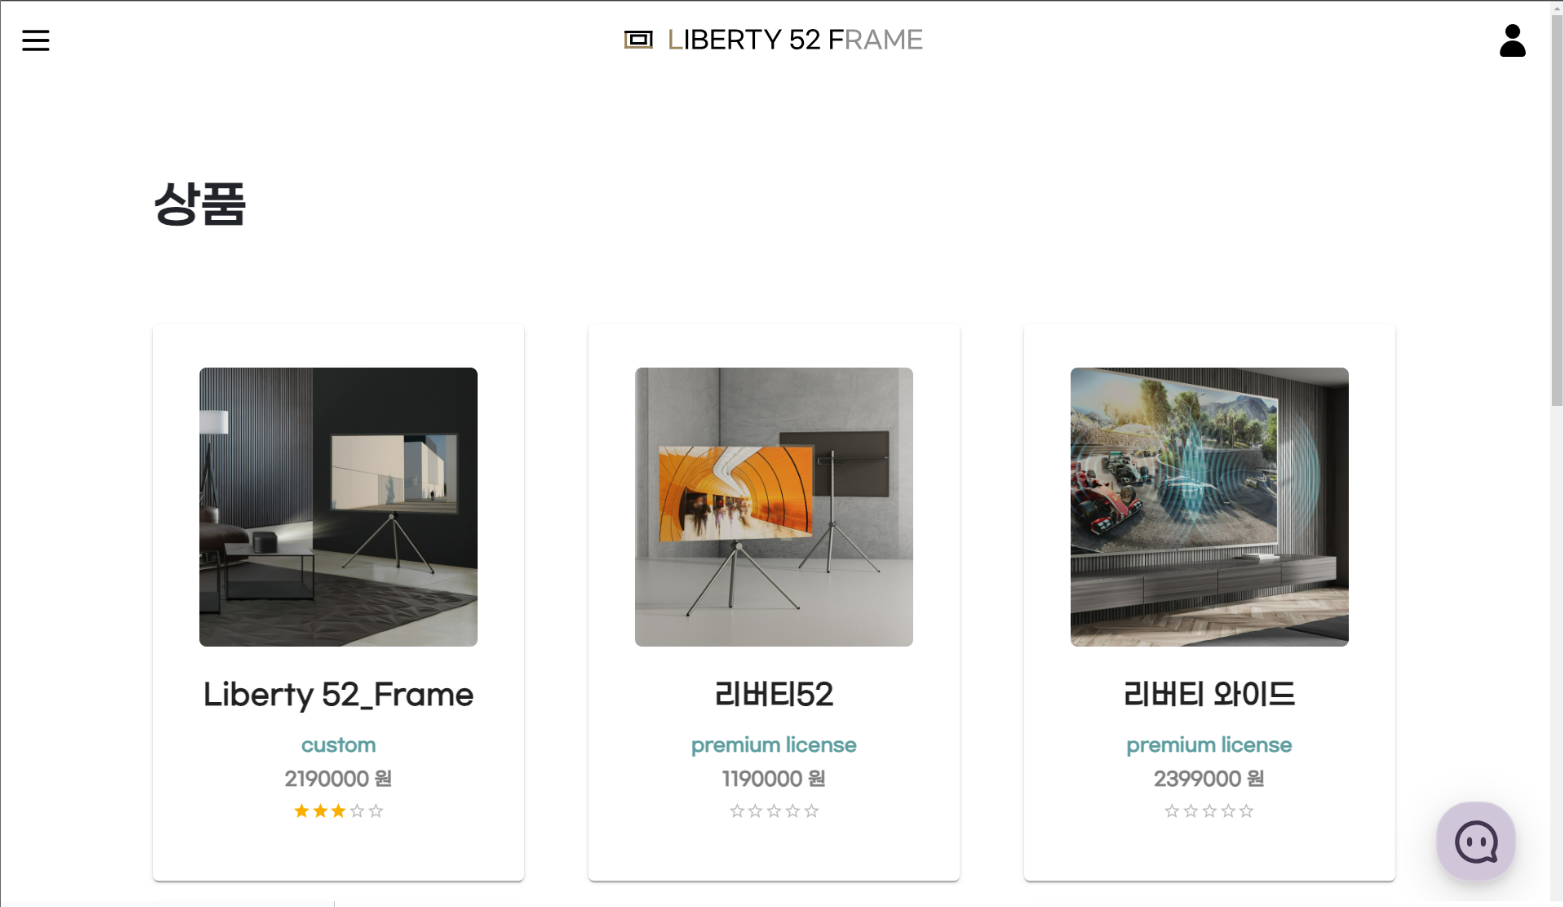 LIBERTY 52 FRAME
상품
Liberty 52_Frame
custom
2190000 원
리버티52
premium license
1190000 원
리버티 와이드
premium license
2399000 원